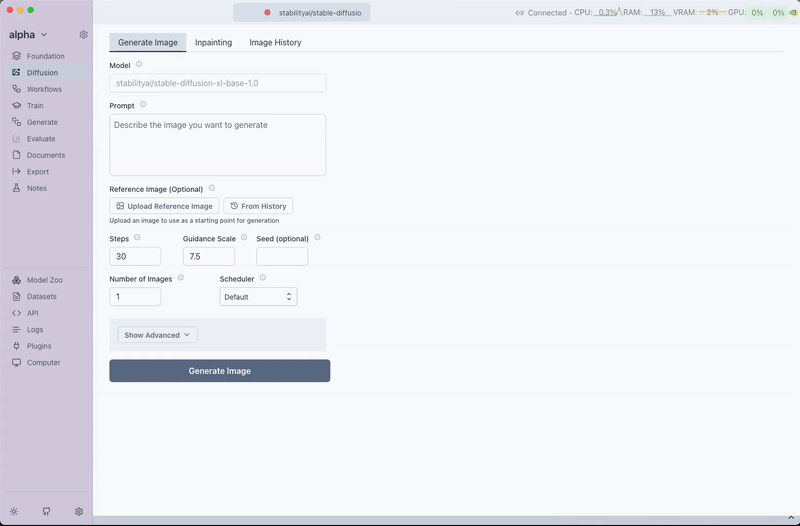 stabilityai/stable-diffusio
Connected - CPU: 0.3% RAM: 13% VRAM: 2% GPU: 0% 0%
alpha
Foundation
Diffusion
Workflows
Train
Generate
Evaluate
Documents
Export
Notes
Model Zoo
Datasets
API
Logs
Plugins
Computer
Generate Image Inpainting Image History
Model
stabilityai/stable-diffusion-xl-base-1.0
Prompt
Describe the image you want to generate
Reference Image (Optional)
Upload Reference Image From History
Upload an image to use as a starting point for generation
Steps Guidance Scale Seed (optional)
30 7.5
Number of Images Scheduler
1 Default
Show Advanced
Generate Image